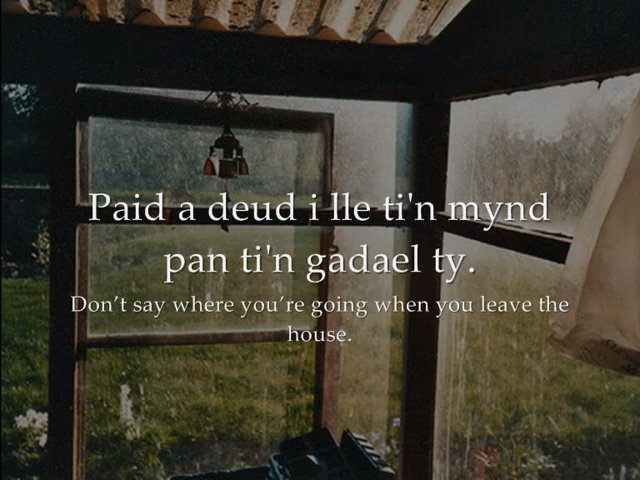 Paid a deud i lle ti'n mynd
pan ti'n gadael ty.
Don’t say where you’re going when you leave the
house.